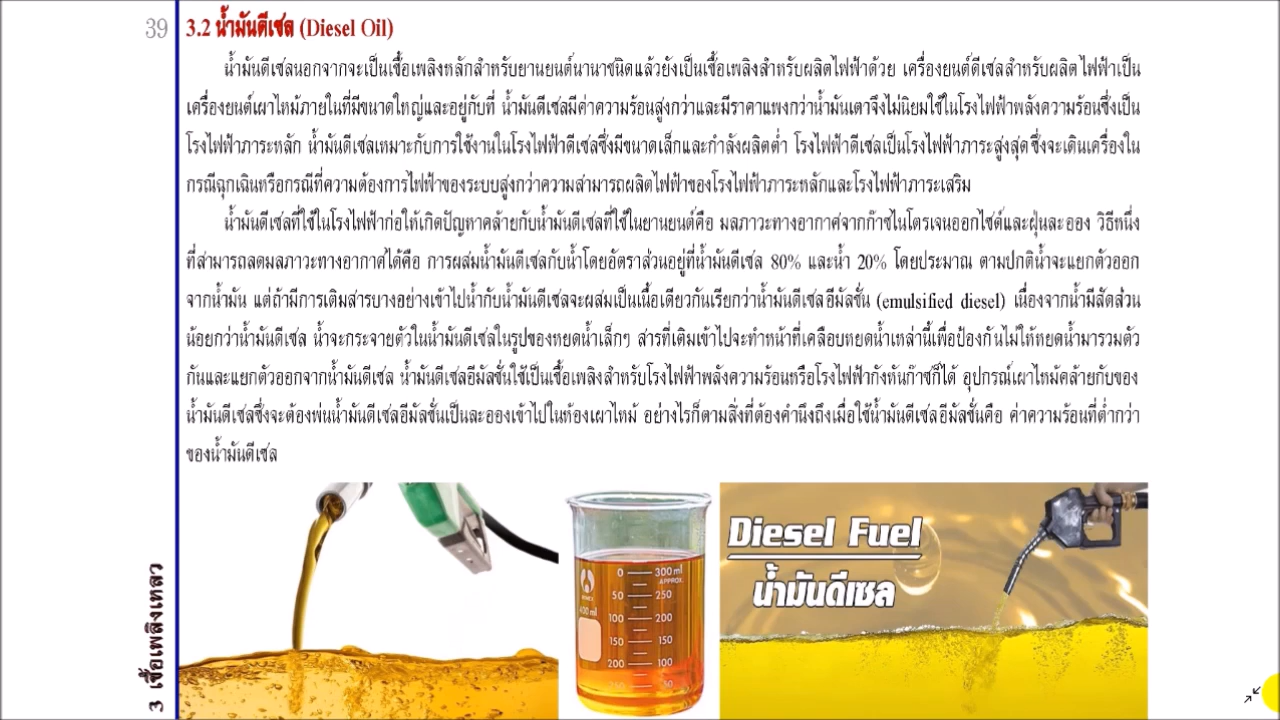 39
3.2 น้ำมันดีเซล (Diesel Oil)
น้ำมันดีเซลนอกจากจะเป็นเชื้อเพลิงหลักสำหรับยานยนต์นานาชนิดแล้วยังเป็นเชื้อเพลิงสำหรับผลิตไฟฟ้าด้วย เครื่องยนต์ดีเซลสำหรับผลิตไฟฟ้าเป็น
เครื่องยนต์เผาไหม้ภายในที่มีขนาดใหญ่และอยู่กับที่ น้ำมันดีเซลมีค่าความร้อนสูงกว่าและมีราคาแพงกว่าน้ำมันเตาจึงไม่นิยมใช้ในโรงไฟฟ้าพลังความร้อนซึ่งเป็น
โรงไฟฟ้าภาระหลัก น้ำมันดีเซลเหมาะกับการใช้งานในโรงไฟฟ้าดีเซลซึ่งมีขนาดเล็กและกำลังผลิตต่ำ โรงไฟฟ้าดีเซลเป็นโรงไฟฟ้าภาระสูงสุดซึ่งจะเดินเครื่องใน
กรณีฉุกเฉินหรือกรณีที่ความต้องการไฟฟ้าของระบบสูงกว่าความสามารถผลิตไฟฟ้าของโรงไฟฟ้าภาระหลักและโรงไฟฟ้าภาระเสริม
น้ำมันดีเซลที่ใช้ในโรงไฟฟ้าก่อให้เกิดปัญหาคล้ายกับน้ำมันดีเซลที่ใช้ในยานยนต์คือ มลภาวะทางอากาศจากก๊าซไนโตรเจนออกไซด์และฝุ่นละออง วิธีหนึ่ง
ที่สามารถลดมลภาวะทางอากาศได้คือ การผสมน้ำมันดีเซลกับน้ำโดยอัตราส่วนอยู่ที่น้ำมันดีเซล 80% และน้ำ 20% โดยประมาณ ตามปกติน้ำจะแยกตัวออก
จากน้ำมัน แต่ถ้ามีการเติมสารบางอย่างเข้าไปน้ำกับน้ำมันดีเซลจะผสมเป็นเนื้อเดียวกันเรียกว่าน้ำมันดีเซลอีมัลชั่น (emulsified diesel) เนื่องจากน้ำมีสัดส่วน
น้อยกว่าน้ำมันดีเซล น้ำจะกระจายตัวในน้ำมันดีเซลในรูปของหยดน้ำเล็กๆ สารที่เติมเข้าไปจะทำหน้าที่เคลือบหยดน้ำเหล่านี้เพื่อป้องกันไม่ให้หยดน้ำมารวมตัว
กันและแยกตัวออกจากน้ำมันดีเซล น้ำมันดีเซลอีมัลชั่นใช้เป็นเชื้อเพลิงสำหรับโรงไฟฟ้าพลังความร้อนหรือโรงไฟฟ้ากังหันก๊าซก็ได้ อุปกรณ์เผาไหม้คล้ายกับของ
น้ำมันดีเซลซึ่งจะต้องพ่นน้ำมันดีเซลอีมัลชั่นเป็นละอองเข้าไปในห้องเผาไหม้ อย่างไรก็ตามสิ่งที่ต้องคำนึงถึงเมื่อใช้น้ำมันดีเซลอีมัลชั่นคือ ค่าความร้อนที่ต่ำกว่า
ของน้ำมันดีเซล
3 เชื้อเพลิงเหลว
0 300 ml
APPROX.
50 250
400 ml
100 200
150 150
200 100
250 50
Diesel Fuel
น้ำมันดีเซล